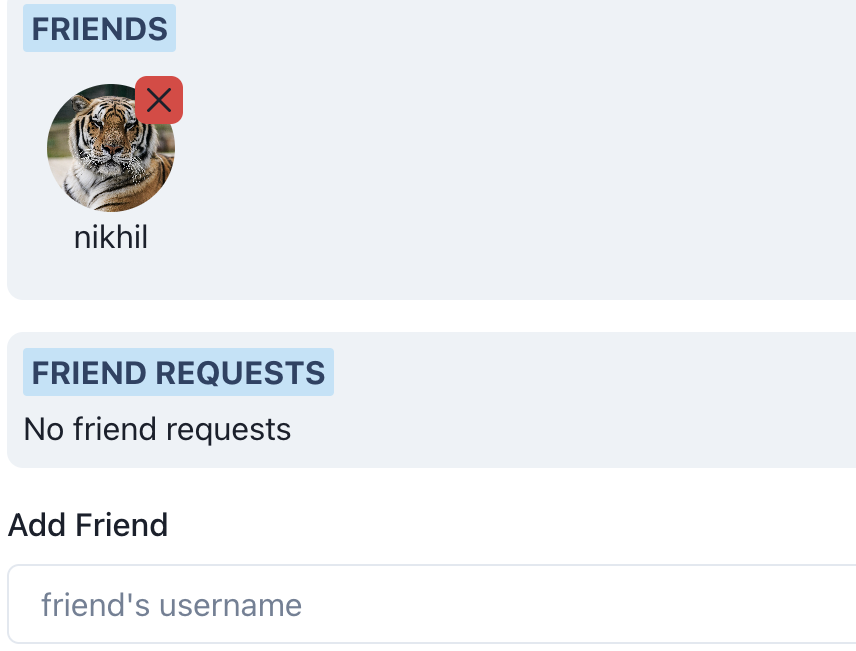 FRIENDS
nikhil
FRIEND REQUESTS
No friend requests
Add Friend
friend's username